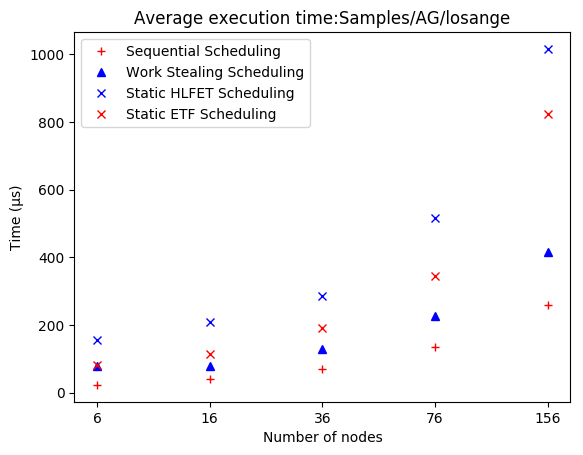 Average execution time:Samples/AG/losange
Sequential Scheduling
Work Stealing Scheduling
Static HLFET Scheduling
Static ETF Scheduling
Time (μs)
1000
800
600
400
200
0
6 16 36 76 156
Number of nodes